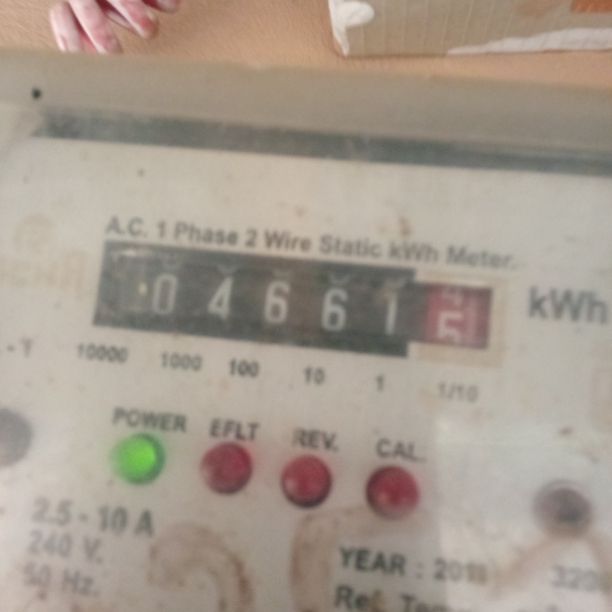 A.C. 1 Phase 2 Wire Static kWh Meter.
0 4 6 6 1 5 kWh
10000 1000 100 10 1 1/10
POWER EFLT REV. CAL.
2.5 - 10 A
240 V.
50 Hz.
YEAR :
Ref.